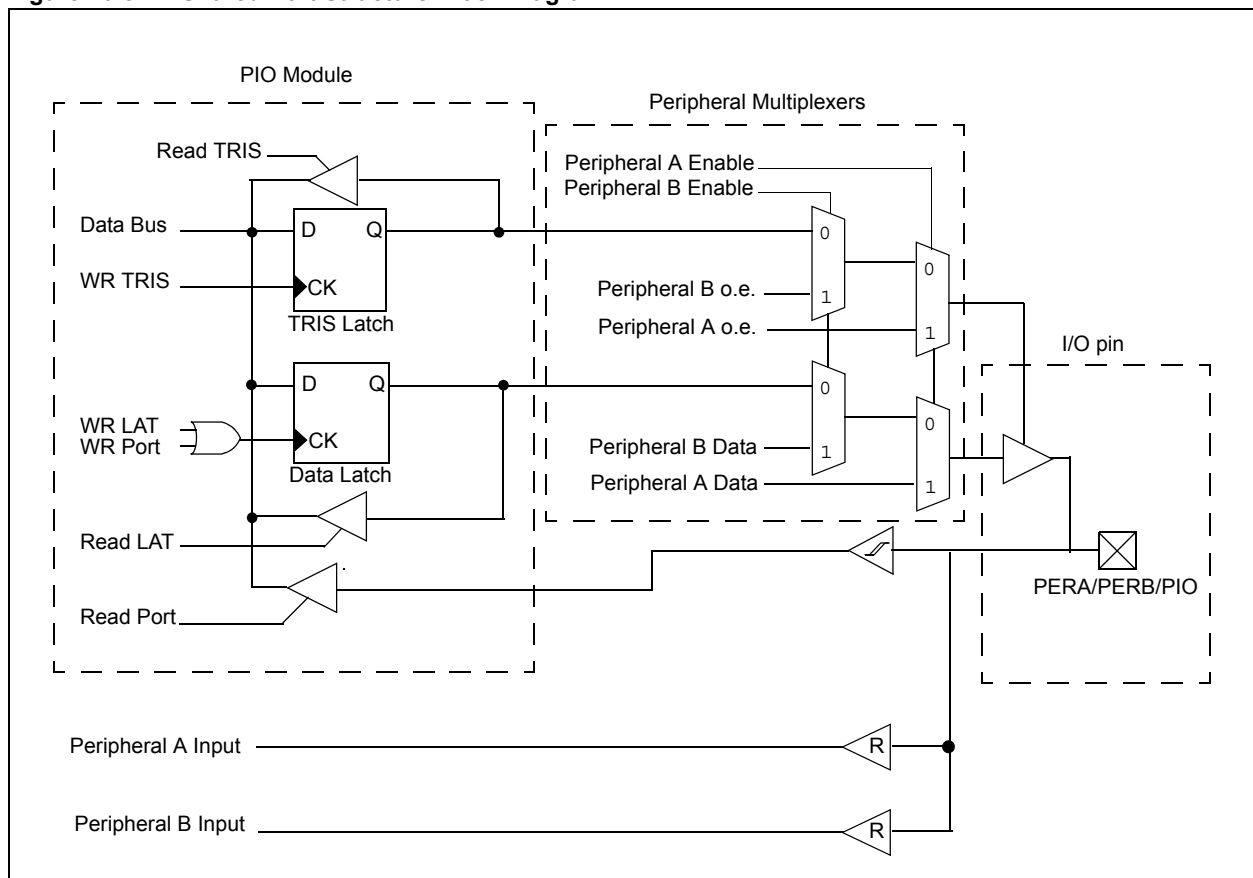 PIO Module
Peripheral Multiplexers
Read TRIS
Peripheral A Enable
Peripheral B Enable
Data Bus
D Q
0
WR TRIS
CK
0
Peripheral B o.e.
1
TRIS Latch
Peripheral A o.e.
1
I/O pin
D Q
0
0
WR LAT
WR Port
CK
Peripheral B Data
1
Data Latch
Peripheral A Data
1
Read LAT
PERA/PERB/PIO
Read Port
Peripheral A Input
R
Peripheral B Input
R